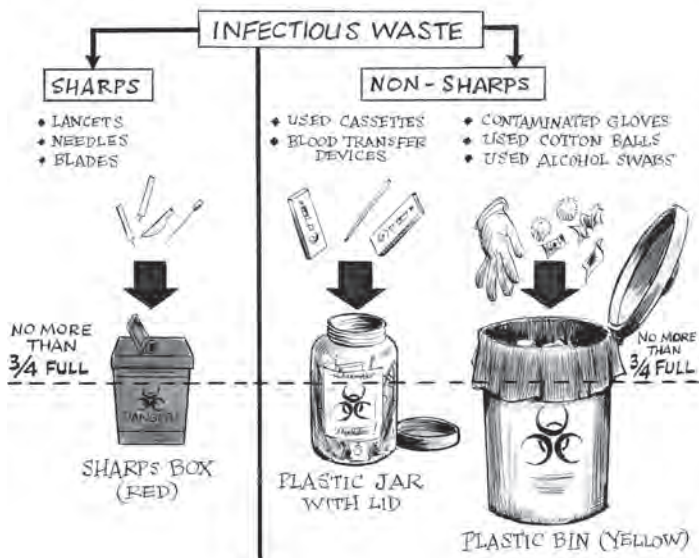 INFECTIOUS WASTE
SHARPS
LANCETS
NEEDLES
BLADES
NO MORE
THAN
3/4 FULL
DANGER
SHARPS BOX
(RED)
NON-SHARPS
USED CASSETTES
BLOOD TRANSFER
DEVICES
PLASTIC JAR
WITH LID
CONTAMINATED GLOVES
USED COTTON BALLS
USED ALCOHOL SWABS
NO MORE
THAN
3/4 FULL
PLASTIC BIN (YELLOW)